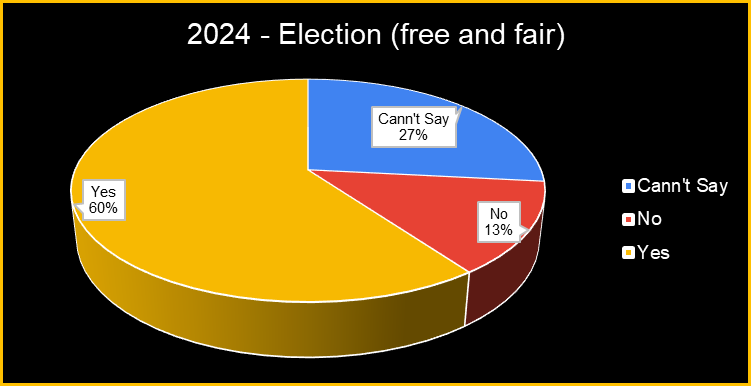 2024 - Election (free and fair)
Cann't Say
27%
Yes
60%
No
13%
Cann't Say
No
Yes